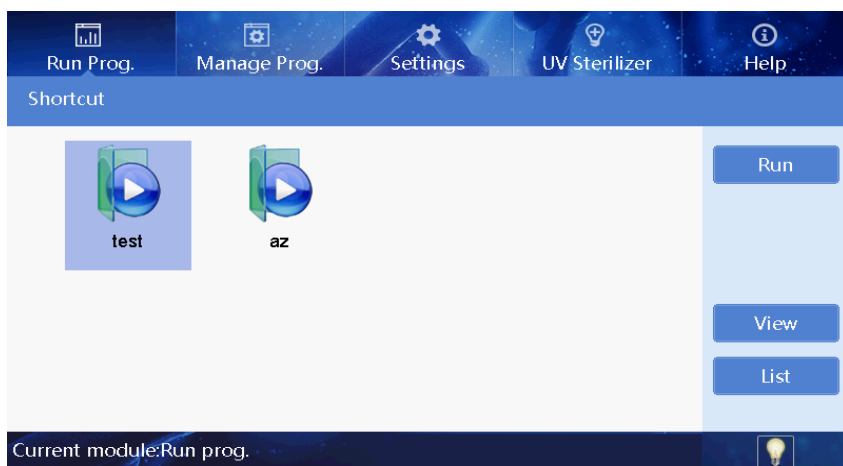 Run Prog. Manage Prog. Settings UV Sterilizer Help
Shortcut
Run
test az
View
List
Current module:Run prog.